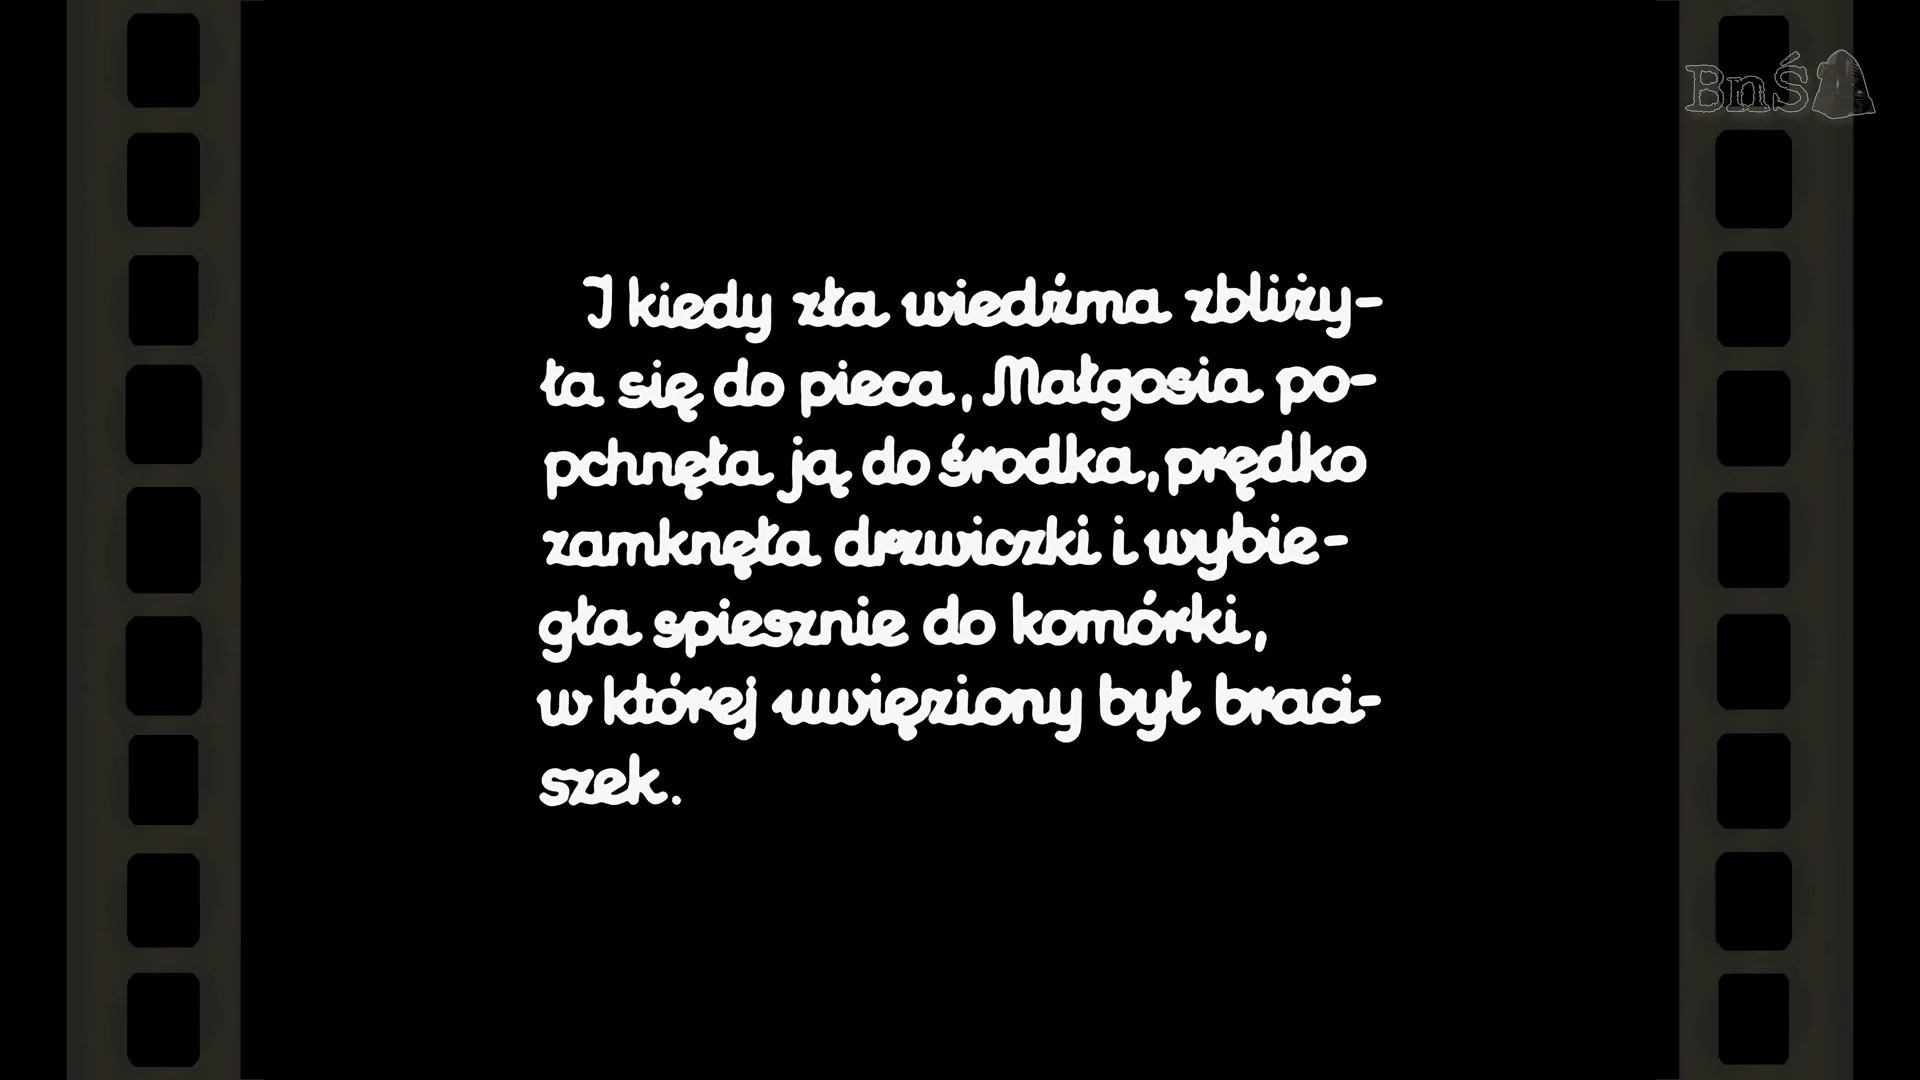 BnŚ
I kiedy zła wiedźma zbliży-
ła się do pieca, Małgosia po-
pchnęła ją do środka, prędko
zamknęła drzwiczki i wybie-
gła spiesznie do komórki,
w której uwięziony był braci-
szek.